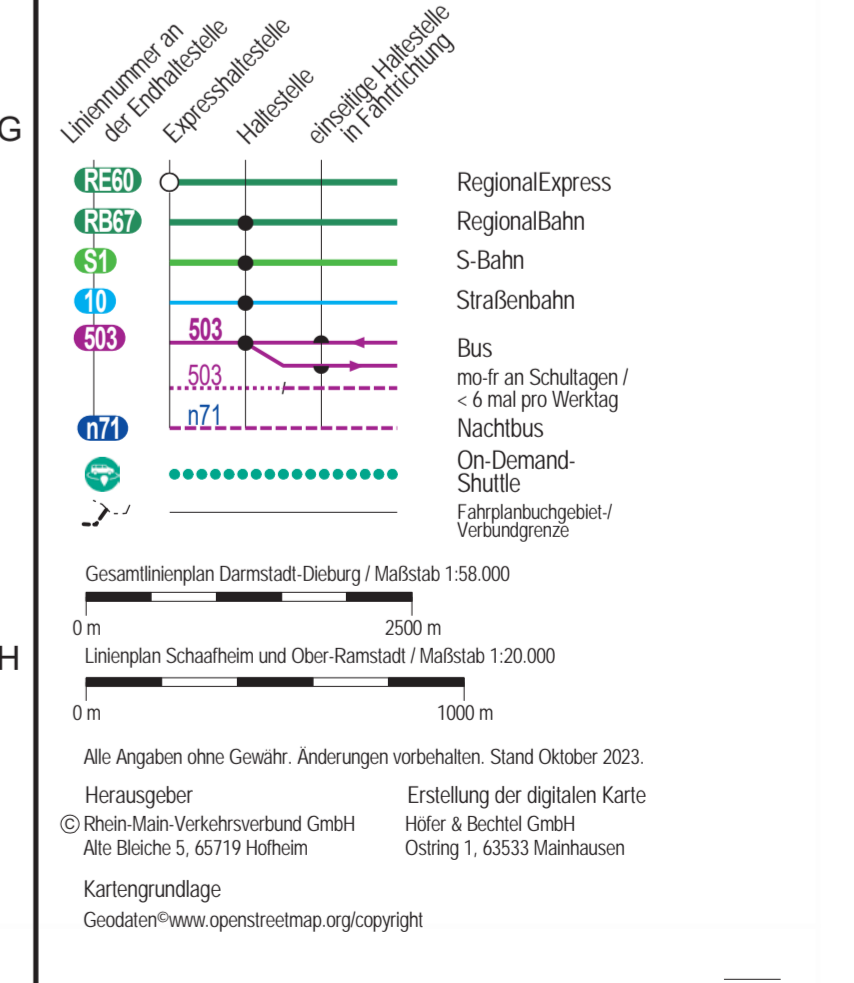 Liniennummer an
der Endhaltestelle
Expresshaltestelle
Haltestelle
einseitige Haltestelle
in Fahrtrichtung
G
RE60 RegionalExpress
RB67 RegionalBahn
S1 S-Bahn
10 Straßenbahn
503 503 Bus
503 mo-fr an Schultagen /
< 6 mal pro Werktag
n71 n71 Nachtbus
On-Demand-
Shuttle
Fahrplanbuchgebiet-/
Verbundgrenze
Gesamtlinienplan Darmstadt-Dieburg / Maßstab 1:58.000
0 m 2500 m
H
Linienplan Schaafheim und Ober-Ramstadt / Maßstab 1:20.000
0 m 1000 m
Alle Angaben ohne Gewähr. Änderungen vorbehalten. Stand Oktober 2023.
Herausgeber
© Rhein-Main-Verkehrsverbund GmbH
Alte Bleiche 5, 65719 Hofheim
Erstellung der digitalen Karte
Höfer & Bechtel GmbH
Ostring 1, 63533 Mainhausen
Kartengrundlage
Geodaten©www.openstreetmap.org/copyright